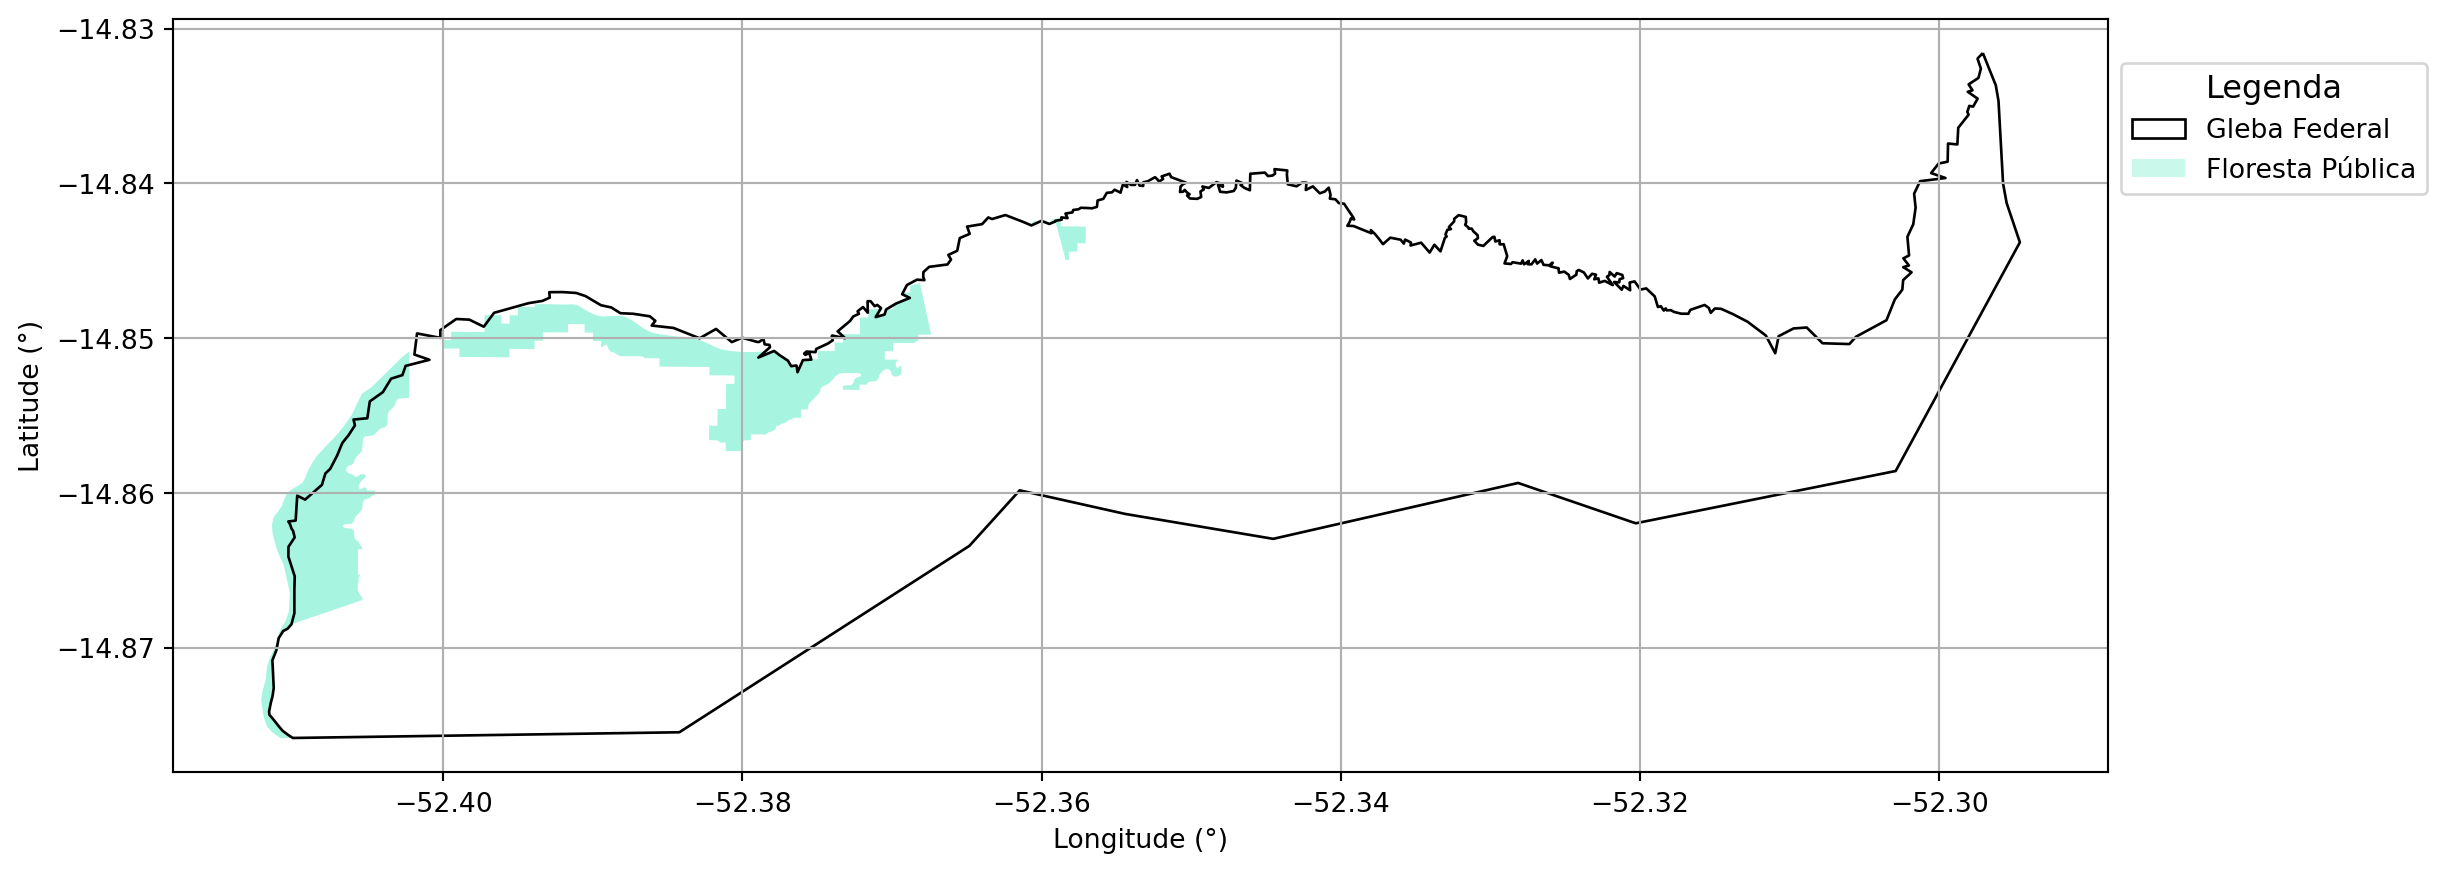 −14.83
−14.84
−14.85
−14.86
−14.87
Latitude (°)
−52.40
−52.38
−52.36
−52.34
−52.32
−52.30
Longitude (°)
Legenda
Gleba Federal
Floresta Pública